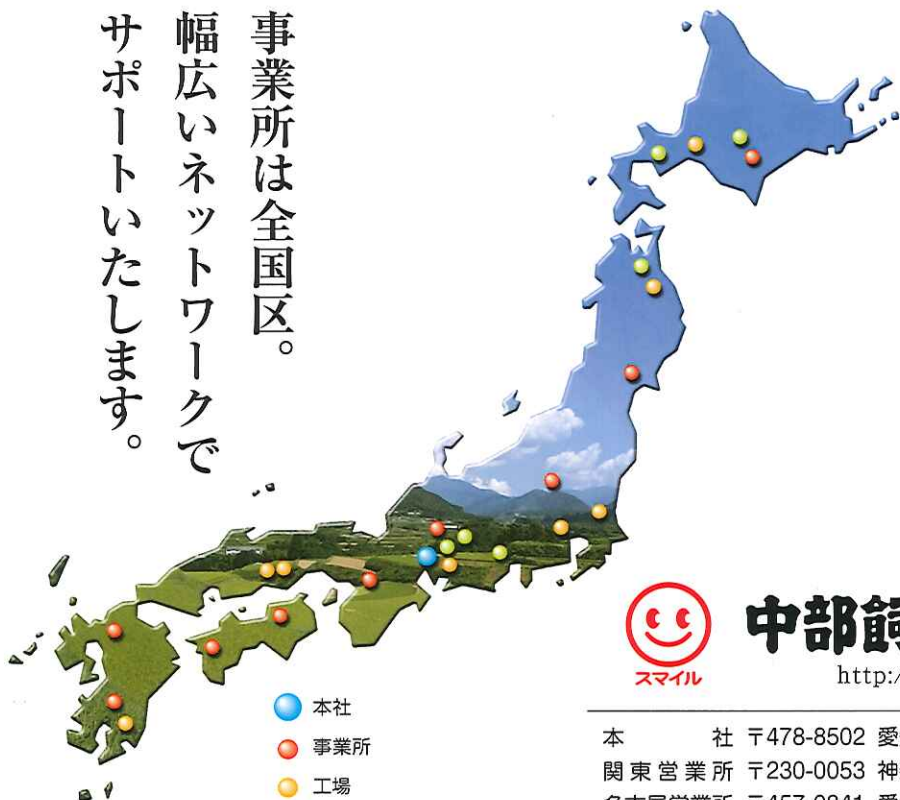 事業所は全国区。
幅広いネットワークで
サポートいたします。
本社
事業所
工場
スマイル
中部飼
http:/
本 社 〒478-8502 愛
関東営業所 〒230-0053 神